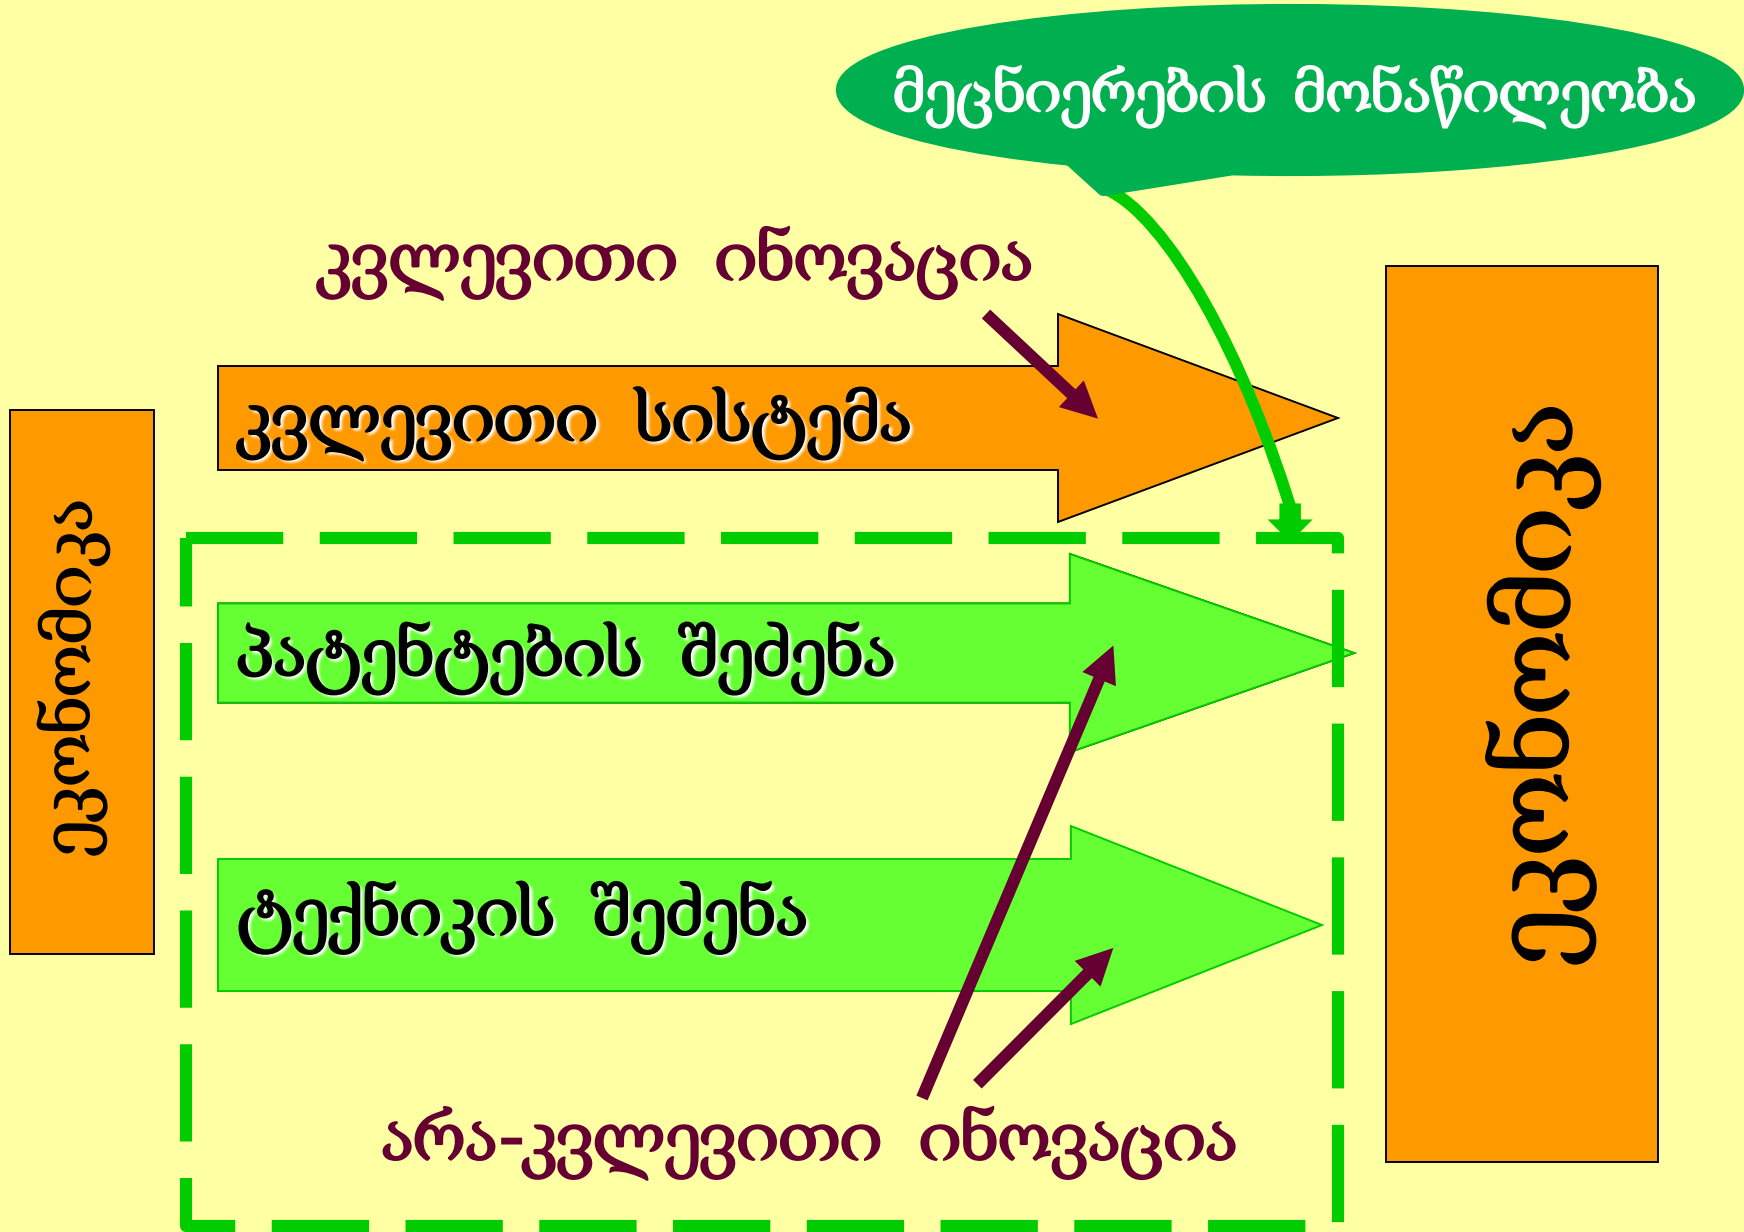 მეცნიერების მონაწილეობა
კვლევითი ინოვაცია
კვლევითი სისტემა
ეკონომიკა
ეკონომიკა
პატენტების შეძენა
ტექნიკის შეძენა
არა-კვლევითი ინოვაცია